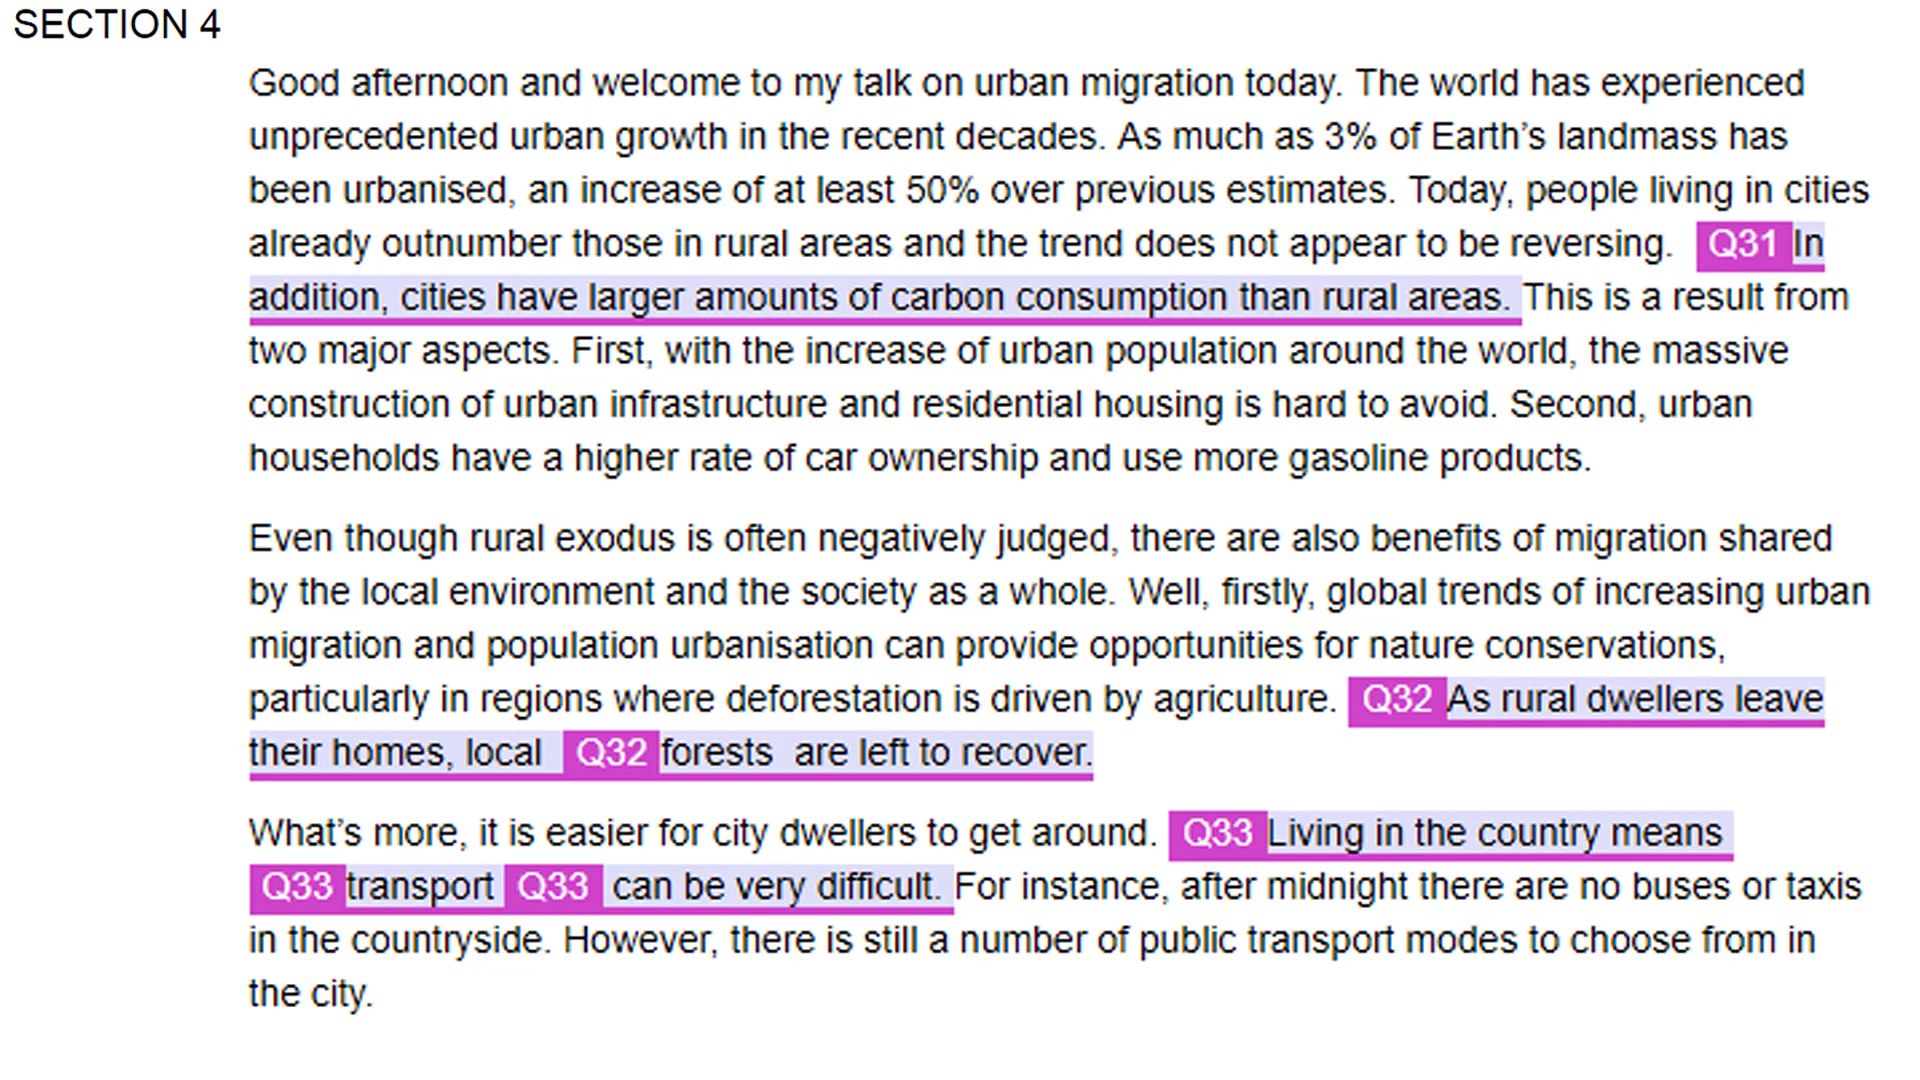 SECTION 4
Good afternoon and welcome to my talk on urban migration today. The world has experienced
unprecedented urban growth in the recent decades. As much as 3% of Earth’s landmass has
been urbanised, an increase of at least 50% over previous estimates. Today, people living in cities
already outnumber those in rural areas and the trend does not appear to be reversing. Q31 In
addition, cities have larger amounts of carbon consumption than rural areas. This is a result from
two major aspects. First, with the increase of urban population around the world, the massive
construction of urban infrastructure and residential housing is hard to avoid. Second, urban
households have a higher rate of car ownership and use more gasoline products.
Even though rural exodus is often negatively judged, there are also benefits of migration shared
by the local environment and the society as a whole. Well, firstly, global trends of increasing urban
migration and population urbanisation can provide opportunities for nature conservations,
particularly in regions where deforestation is driven by agriculture. Q32 As rural dwellers leave
their homes, local Q32 forests are left to recover.
What’s more, it is easier for city dwellers to get around. Q33 Living in the country means
Q33 transport Q33 can be very difficult. For instance, after midnight there are no buses or taxis
in the countryside. However, there is still a number of public transport modes to choose from in
the city.